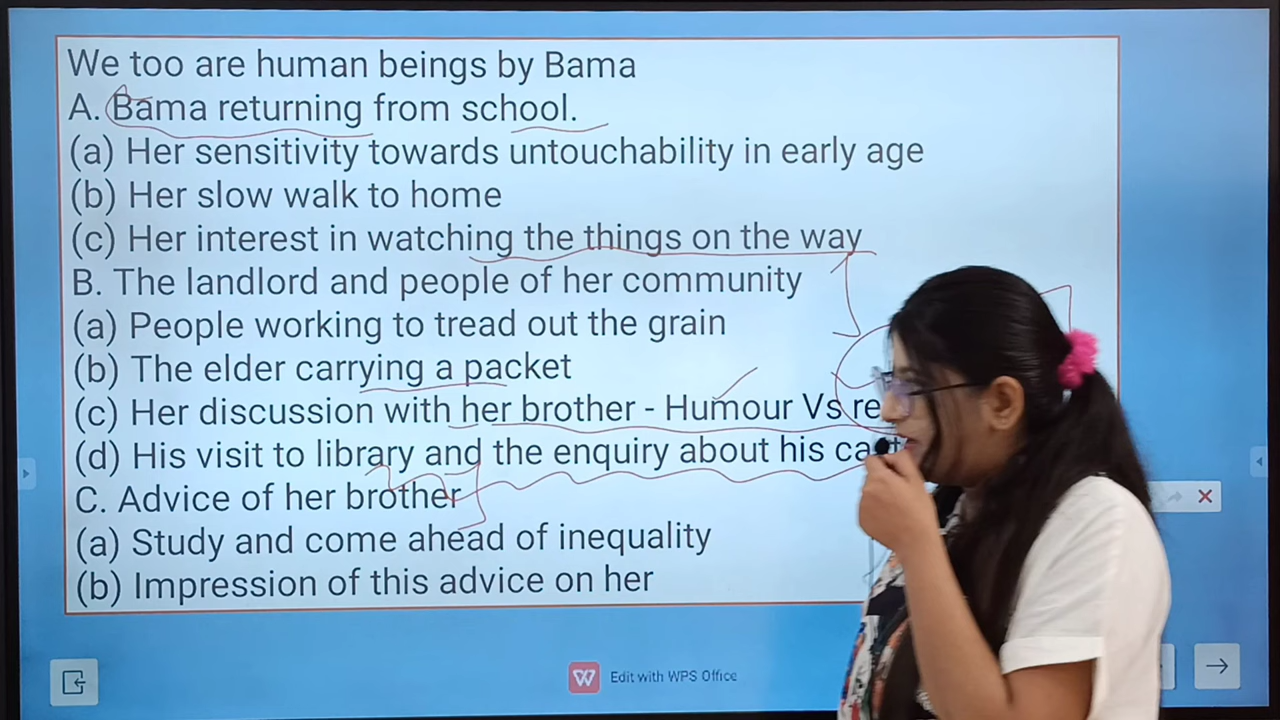 We too are human beings by Bama
A. Bama returning from school.
(a) Her sensitivity towards untouchability in early age
(b) Her slow walk to home
(c) Her interest in watching the things on the way
B. The landlord and people of her community
(a) People working to tread out the grain
(b) The elder carrying a packet
(c) Her discussion with her brother - Humour Vs
(d) His visit to library and the enquiry about his
C. Advice of her brother
(a) Study and come ahead of inequality
(b) Impression of this advice on her
Edit with WPS Office